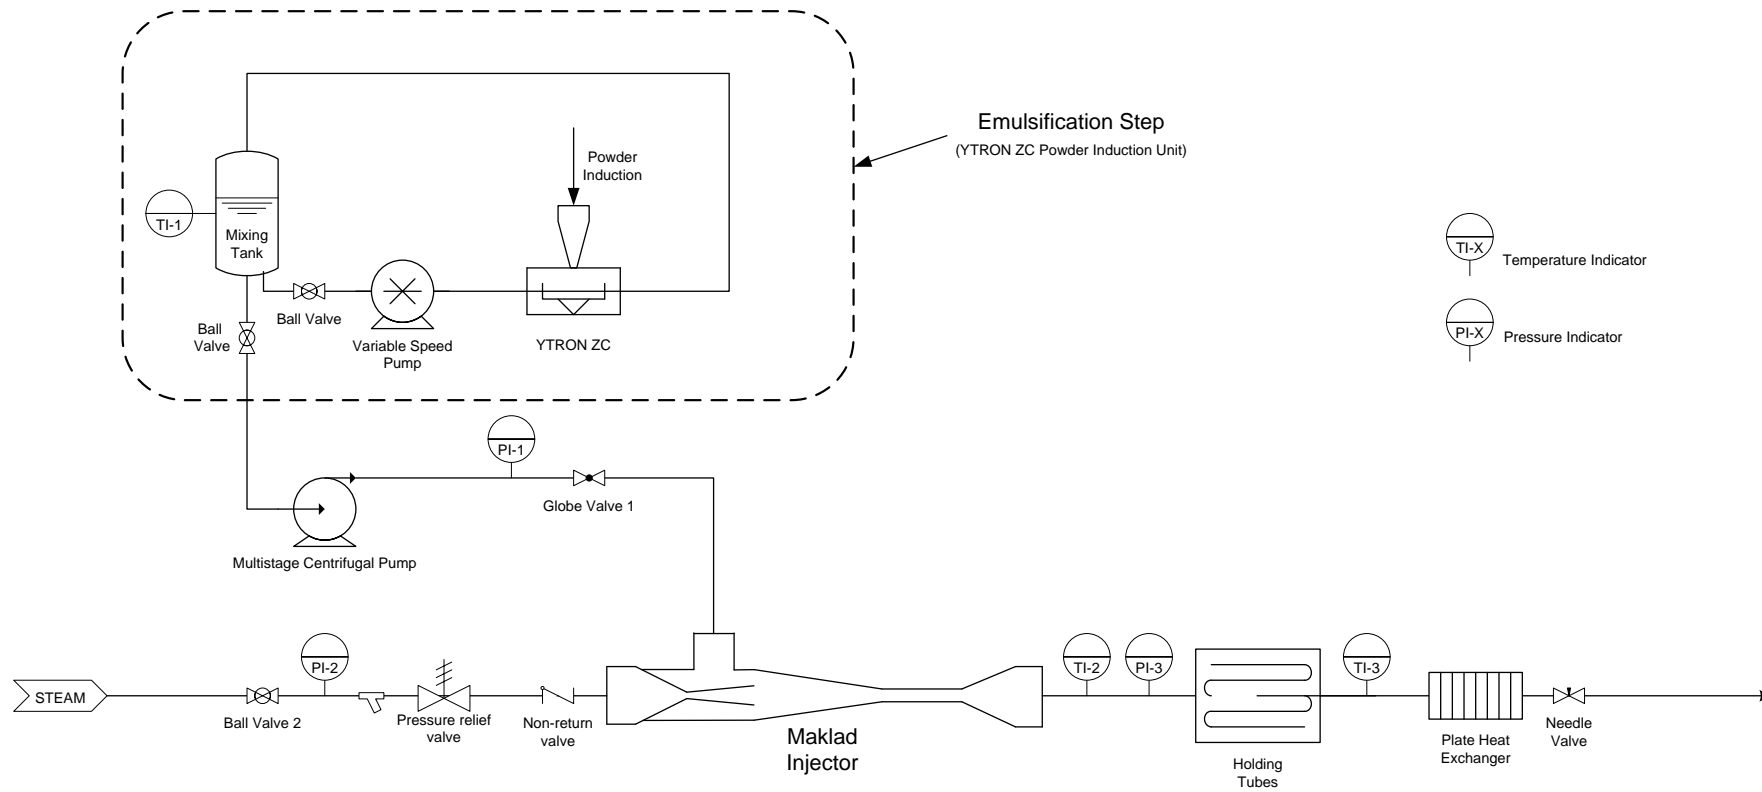 Emulsification Step
(YTRON ZC Powder Induction Unit)
Powder
Induction
TI-1
Mixing
Tank
TI-X
Temperature Indicator
Ball Valve
Ball
Valve
Variable Speed
Pump
YTRON ZC
PI-X
Pressure Indicator
PI-1
Globe Valve 1
Multistage Centrifugal Pump
STEAM
PI-2
Ball Valve 2
Pressure relief
valve
Non-return
valve
Maklad
Injector
TI-2
PI-3
Holding
Tubes
TI-3
Plate Heat
Exchanger
Needle
Valve